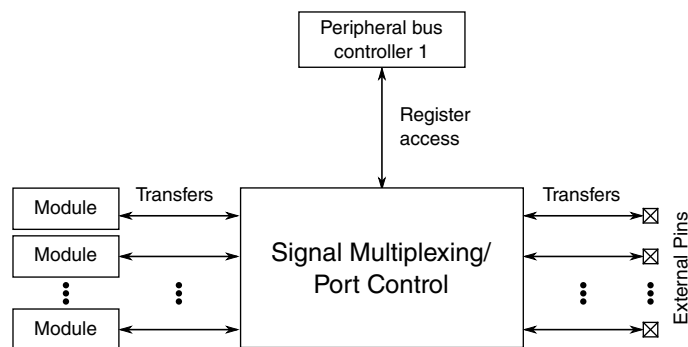 Peripheral bus
controller 1
Register
access
Transfers
Transfers
Module
Module
Module
Signal Multiplexing/
Port Control
External Pins